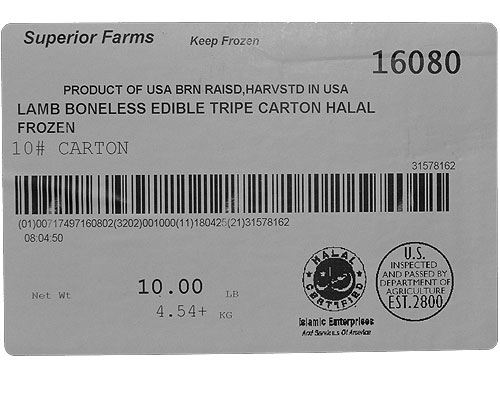 Superior Farms
Keep Frozen
16080
PRODUCT OF USA BRN RAISD,HARVSTD IN USA
LAMB BONELESS EDIBLE TRIPE CARTON HALAL
FROZEN
10# CARTON
31578162
(01)00717497160802(3202)001000(11)180425(21)31578162
08:04:50
Net Wt 10.00 LB
4.54+ KG
HALAL
CERTIFIED
Islamic Enterprises
And Services Of America
U.S.
INSPECTED
AND PASSED BY
DEPARTMENT OF
AGRICULTURE
EST.2800